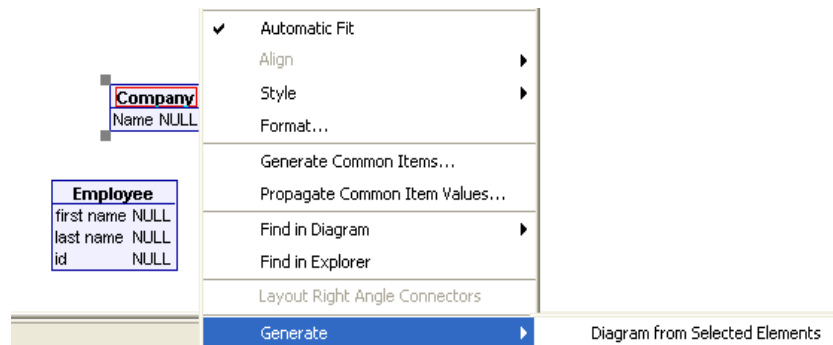 Company
Name NULL
Employee
first name NULL
last name NULL
id NULL
Automatic Fit
Align
Style
Format...
Generate Common Items...
Propagate Common Item Values...
Find in Diagram
Find in Explorer
Layout Right Angle Connectors
Generate
Diagram from Selected Elements